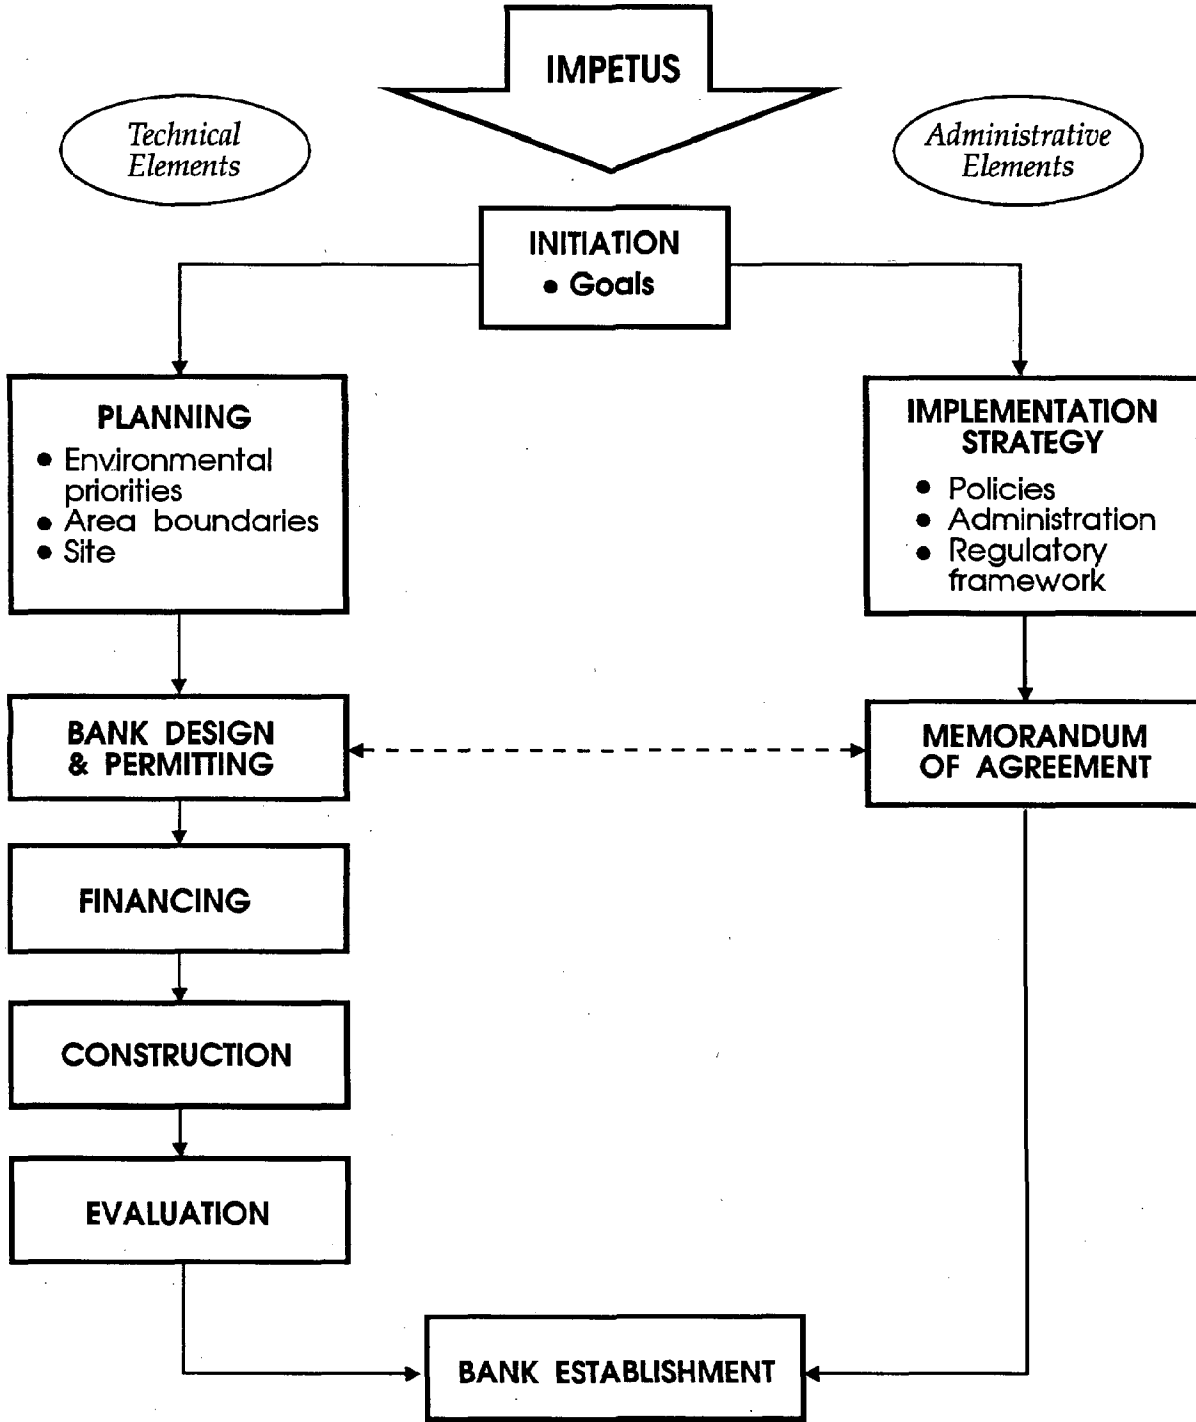 IMPETUS
Technical
Elements
Administrative
Elements
INITIATION
• Goals
PLANNING
• Environmental
priorities
• Area boundaries
• Site
IMPLEMENTATION
STRATEGY
• Policies
• Administration
• Regulatory
framework
BANK DESIGN
& PERMITTING
MEMORANDUM
OF AGREEMENT
FINANCING
CONSTRUCTION
EVALUATION
BANK ESTABLISHMENT